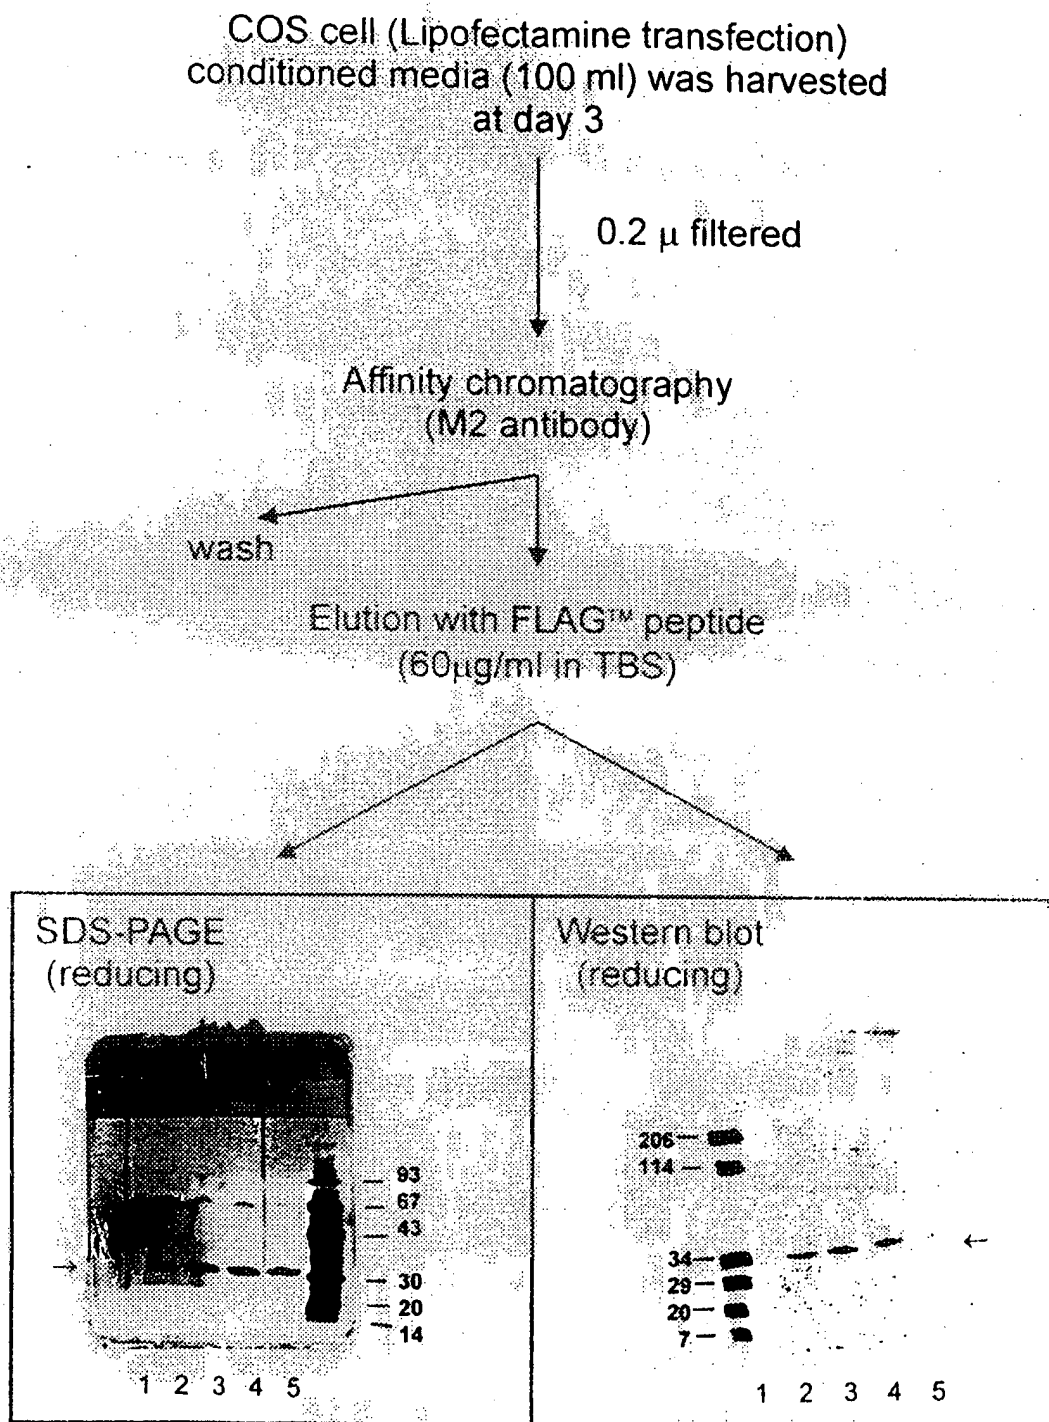 COS cell (Lipofectamine transfection)
conditioned media (100 ml) was harvested
at day 3
0.2 μ filtered
Affinity chromatography
(M2 antibody)
wash
Elution with FLAG™ peptide
(60μg/ml in TBS)
SDS-PAGE
(reducing)
93
67
43
→
30
20
14
1 2 3 4 5
Western blot
(reducing)
206
114
34
←
29
20
7
1 2 3 4 5